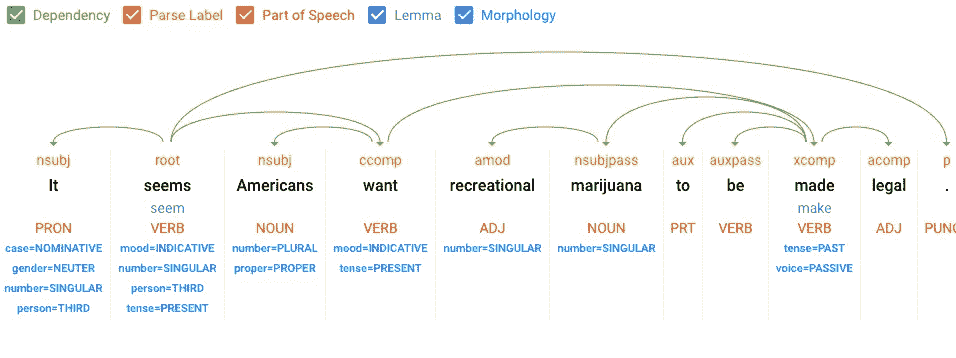 Dependency Parse Label Part of Speech Lemma Morphology
nsubj root nsubj ccomp amod nsubjpass aux auxpass xcomp acomp p
It seems Americans want recreational marijuana to be made legal .
seem make
PRON VERB NOUN VERB ADJ NOUN PRT VERB VERB ADJ PUNC
case=NOMINATIVE mood=INDICATIVE number=PLURAL mood=INDICATIVE number=SINGULAR number=SINGULAR tense=PAST
gender=NEUTER number=SINGULAR proper=PROPER tense=PRESENT voice=PASSIVE
number=SINGULAR person=THIRD
person=THIRD tense=PRESENT